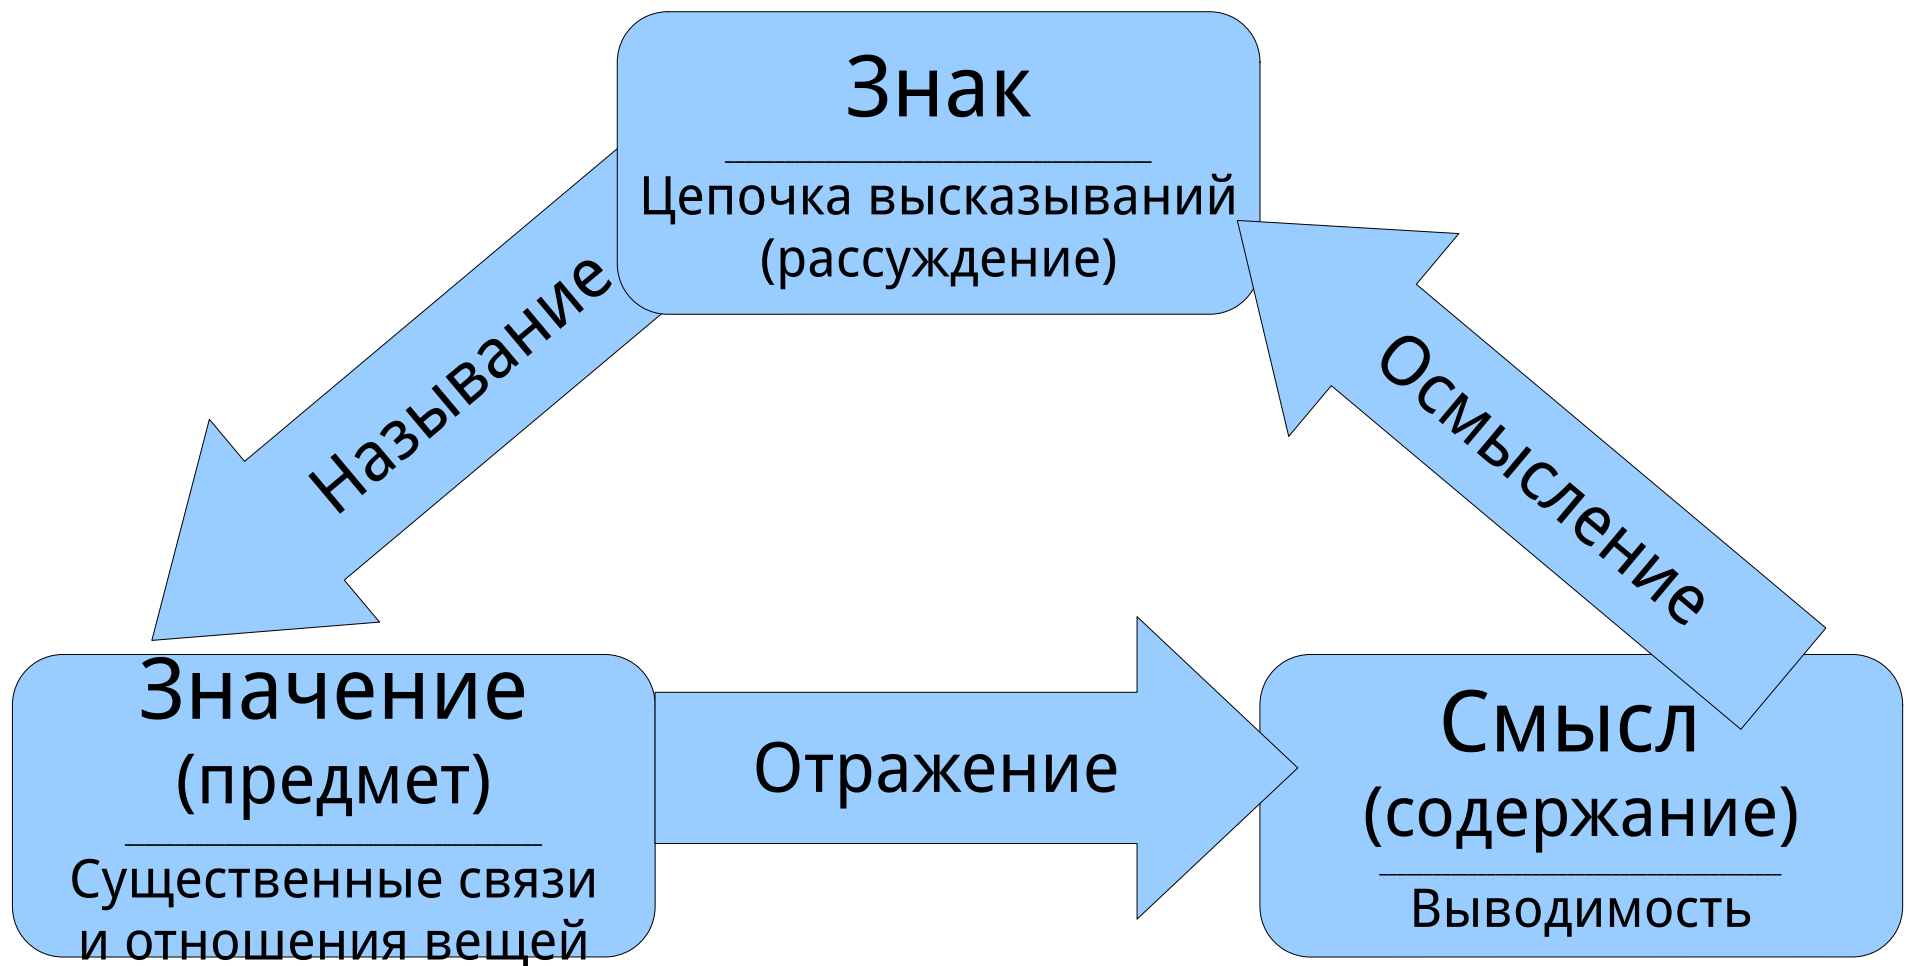 Знак
Цепочка высказываний
(рассуждение)
Называние
Осмысление
Значение
(предмет)
Существенные связи
и отношения вещей
Отражение
Смысл
(содержание)
Выводимость